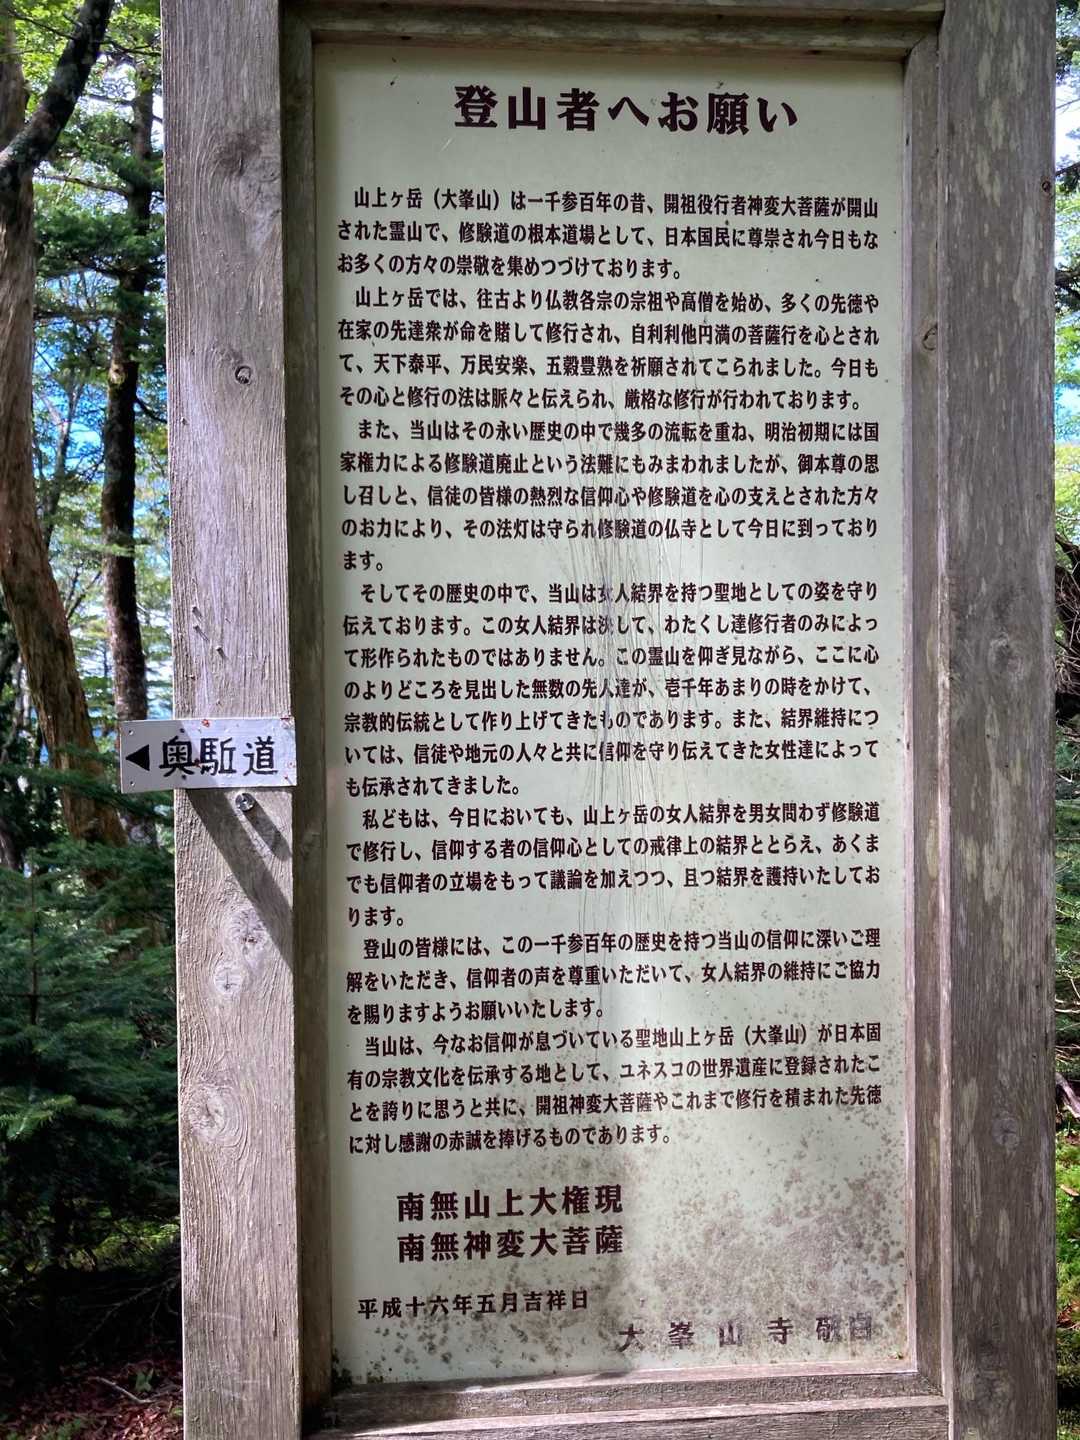 登山者へお願い
山上ヶ岳（大峯山）は一千参百年の昔、開祖役行者神変大菩薩が開山
された霊山で、修験道の根本道場として、日本国民に尊崇され今日もな
お多くの方々の崇敬を集めつづけております。
山上ヶ岳では、往古より仏教各宗の宗祖や高僧を始め、多くの先徳や
在家の先達衆が命を賭して修行され、自利利他円満の菩薩行を心とされ
て、天下泰平、万民安楽、五穀豊熟を祈願されてこられました。今日も
その心と修行の法は脈々と伝えられ、厳格な修行が行われております。
また、当山はその永い歴史の中で幾多の流転を重ね、明治初期には国
家権力による修験道廃止という法難にもみまわれましたが、御本尊の思
し召しと、信徒の皆様の熱烈な信仰心や修験道を心の支えとされた方々
のお力により、その法灯は守られ修験道の仏寺として今日に到っており
ます。
そしてその歴史の中で、当山は女人結界を持つ聖地としての姿を守り
伝えております。この女人結界は決して、わたくし達修行者のみによっ
て形作られたものではありません。この霊山を仰ぎ見ながら、ここに心
のよりどころを見出した無数の先人達が、壱千年あまりの時をかけて、
宗教的伝統として作り上げてきたものであります。また、結界維持につ
いては、信徒や地元の人々と共に信仰を守り伝えてきた女性達によって
も伝承されてきました。
私どもは、今日においても、山上ヶ岳の女人結界を男女問わず修験道
で修行し、信仰する者の信仰心としての戒律上の結界ととらえ、あくま
でも信仰者の立場をもって議論を加えつつ、且つ結界を護持いたしてお
ります。
登山の皆様には、この一千参百年の歴史を持つ当山の信仰に深いご理
解をいただき、信仰者の声を尊重いただいて、女人結界の維持にご協力
を賜りますようお願いいたします。
当山は、今なお信仰が息づいている聖地山上ヶ岳（大峯山）が日本固
有の宗教文化を伝承する地として、ユネスコの世界遺産に登録されたこ
とを誇りに思うと共に、開祖神変大菩薩やこれまで修行を積まれた先徳
に対し感謝の赤誠を捧げるものであります。
南無山上大権現
南無神変大菩薩
平成十六年五月吉祥日
大峯山寺 敬白
◀奥駈道